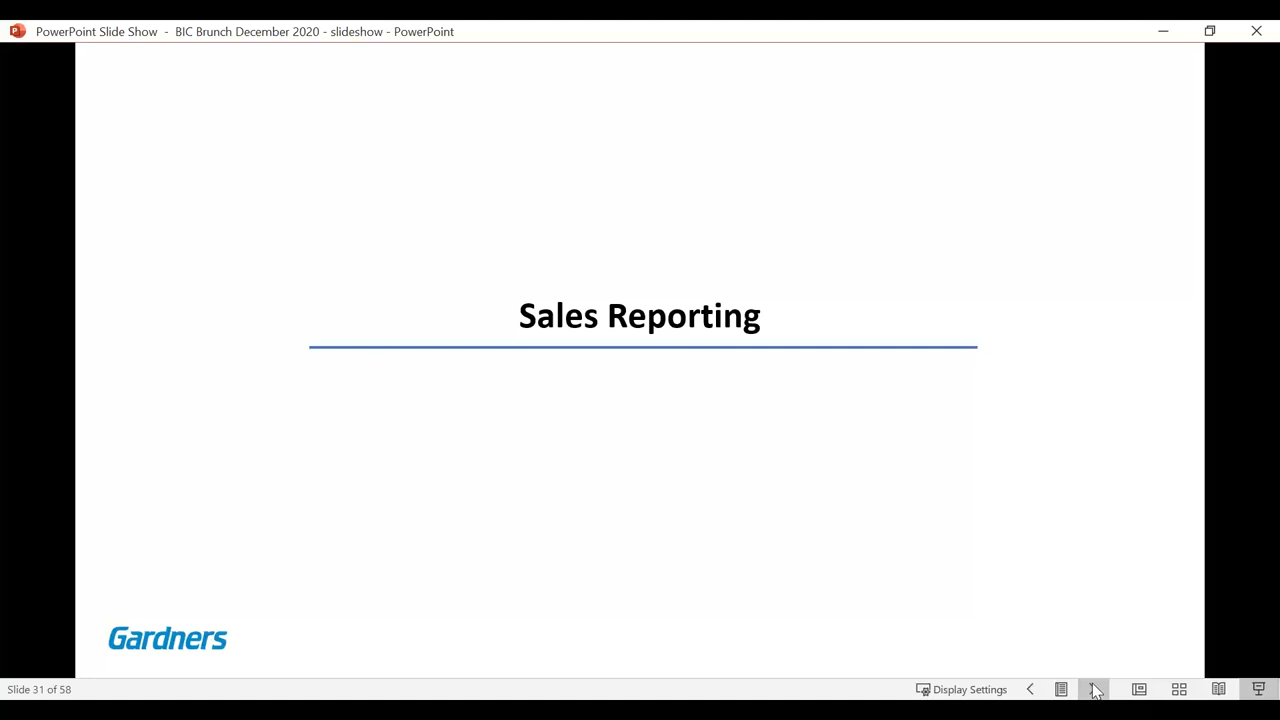 PowerPoint Slide Show - BIC Brunch December 2020 - slideshow - PowerPoint
Sales Reporting
Gardners
Slide 31 of 58
Display Settings